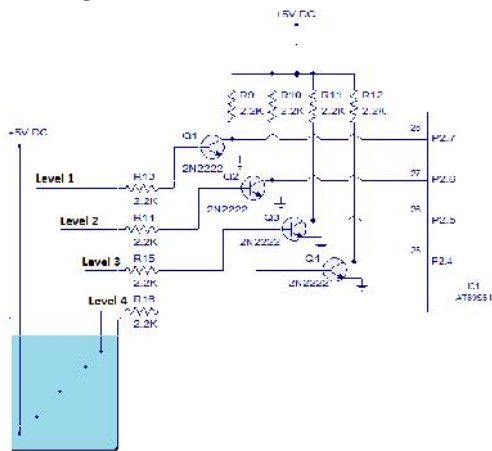 +5V DC
R9
R10
R11
R12
2.2K
2.2K
2.2K
2.2K
+5V DC
Q1
28
P2.7
2N2222
Level 1
R13
2.2K
Q2
27
P2.6
2N2222
Level 2
R14
2.2K
Q3
26
P2.5
2N2222
Level 3
R15
2.2K
Q4
25
P2.4
2N2222
IC1
AT89S51
Level 4
R16
2.2K